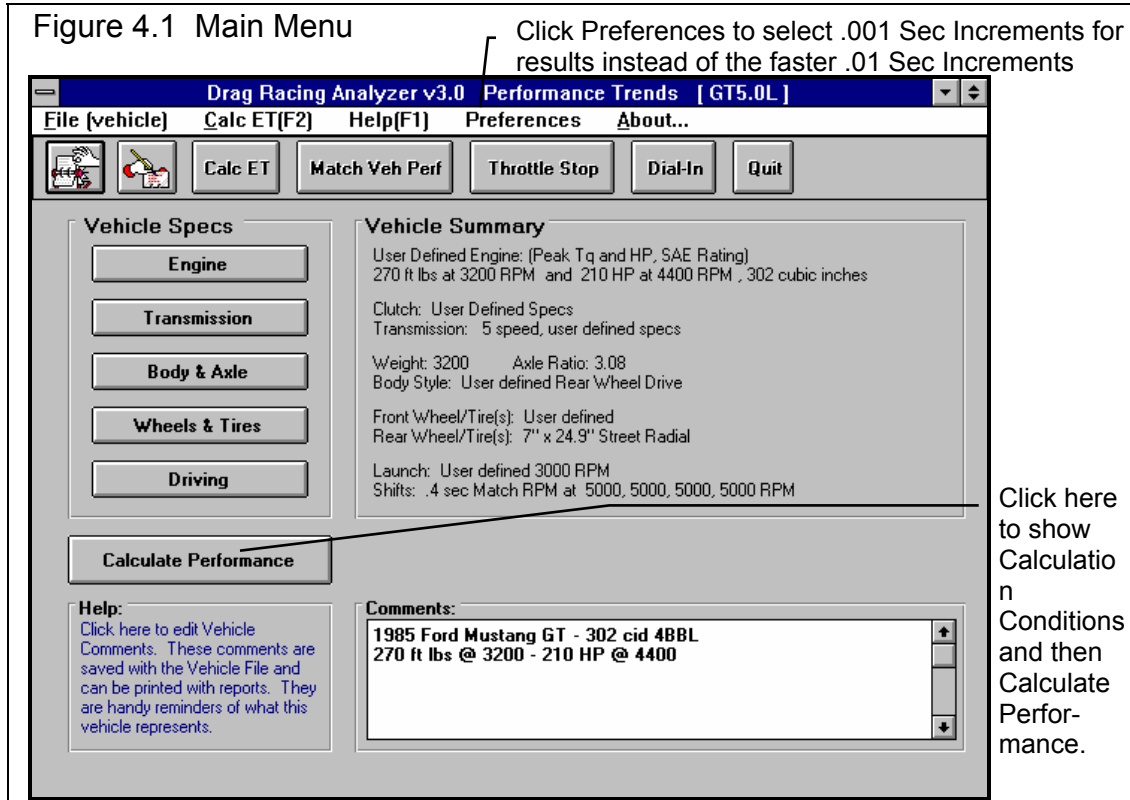 Figure 4.1  Main Menu
Click Preferences to select .001 Sec Increments for
results instead of the faster .01 Sec Increments
Drag Racing Analyzer v3.0   Performance Trends   [ GT5.0L ]
File (vehicle)   Calc ET(F2)   Help(F1)   Preferences   About...
Calc ET   Match Veh Perf   Throttle Stop   Dial-In   Quit
Vehicle Specs
Engine
Transmission
Body & Axle
Wheels & Tires
Driving
Vehicle Summary
User Defined Engine: (Peak Tq and HP, SAE Rating)
270 ft lbs at 3200 RPM  and  210 HP at 4400 RPM , 302 cubic inches
Clutch:  User Defined Specs
Transmission:   5 speed, user defined specs
Weight: 3200   Axle Ratio: 3.08
Body Style:  User defined Rear Wheel Drive
Front Wheel/Tire(s):  User defined
Rear Wheel/Tire(s):  7" x 24.9" Street Radial
Launch:  User defined 3000 RPM
Shifts:  .4 sec Match RPM at  5000, 5000, 5000, 5000 RPM
Calculate Performance
Click here
to show
Calculatio
n
Conditions
and then
Calculate
Perfor-
mance.
Help:
Click here to edit Vehicle
Comments.  These comments are
saved with the Vehicle File and
can be printed with reports.  They
are handy reminders of what this
vehicle represents.
Comments:
1985 Ford Mustang GT - 302 cid 4BBL
270 ft lbs @ 3200 - 210 HP @ 4400